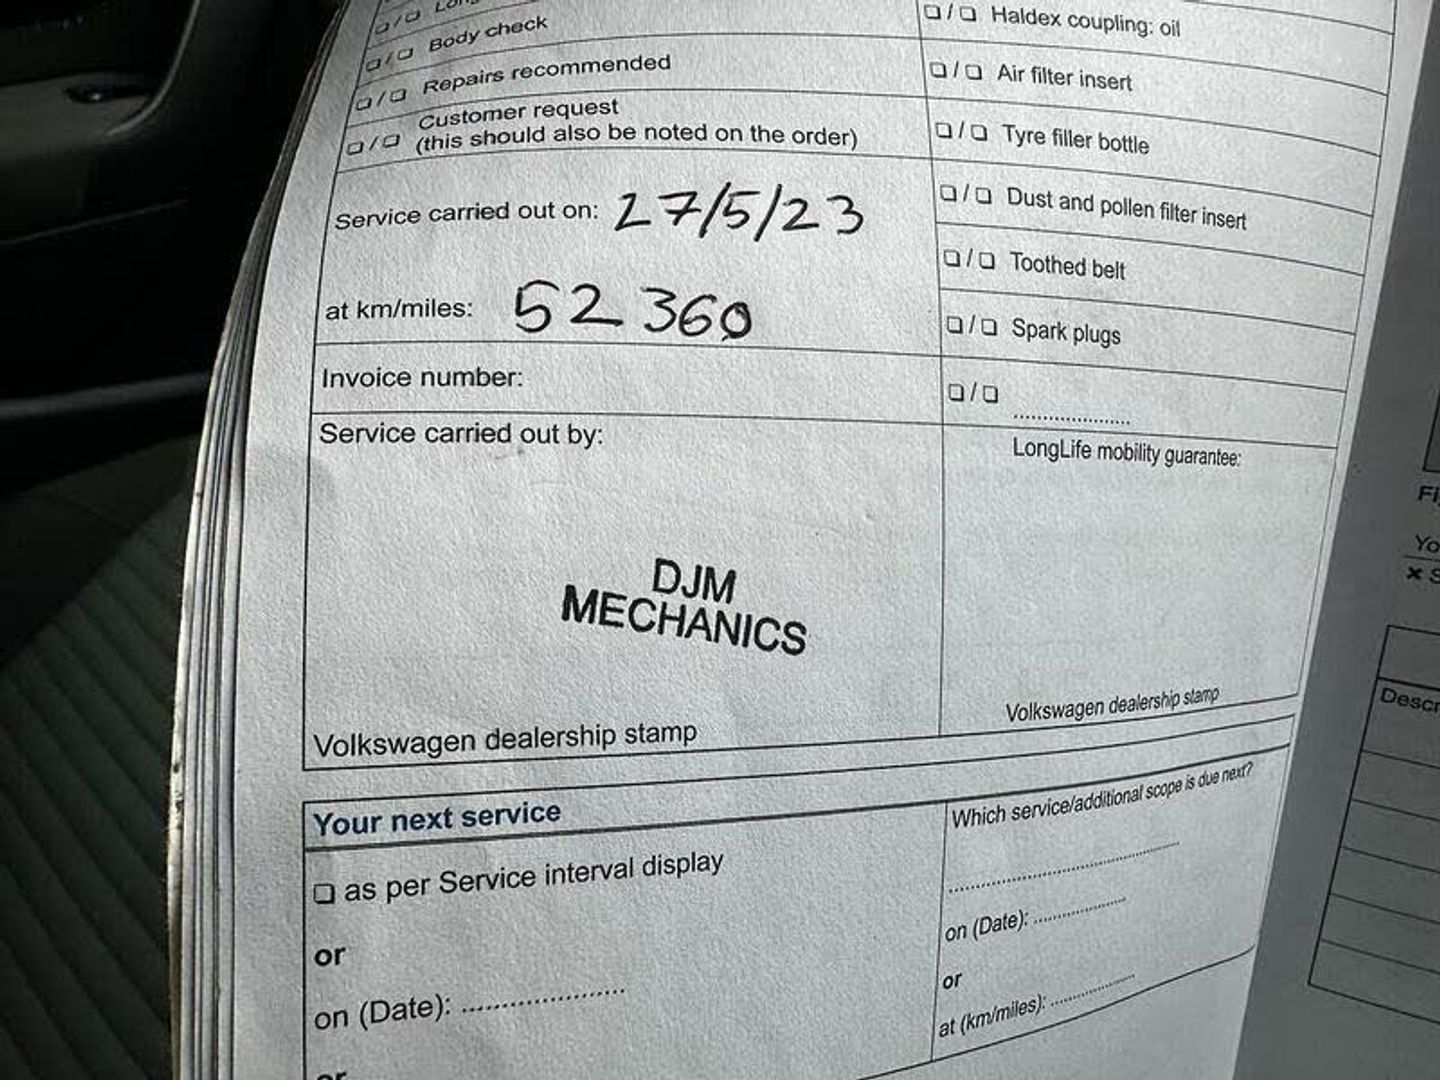 ❏ / ❏ Body check
❏ / ❏ Repairs recommended
❏ / ❏ Customer request
(this should also be noted on the order)
Service carried out on: 27/5/23
at km/miles: 52 360
Invoice number:
Service carried out by:
DJM
MECHANICS
Volkswagen dealership stamp
❏ / ❏ Haldex coupling: oil
❏ / ❏ Air filter insert
❏ / ❏ Tyre filler bottle
❏ / ❏ Dust and pollen filter insert
❏ / ❏ Toothed belt
❏ / ❏ Spark plugs
❏ / ❏ ....................
LongLife mobility guarantee:
Volkswagen dealership stamp
Your next service
❏ as per Service interval display
or
on (Date): ......................
or
Which service/additional scope is due next?
........................................
on (Date): ................
or
at (km/miles): ...............